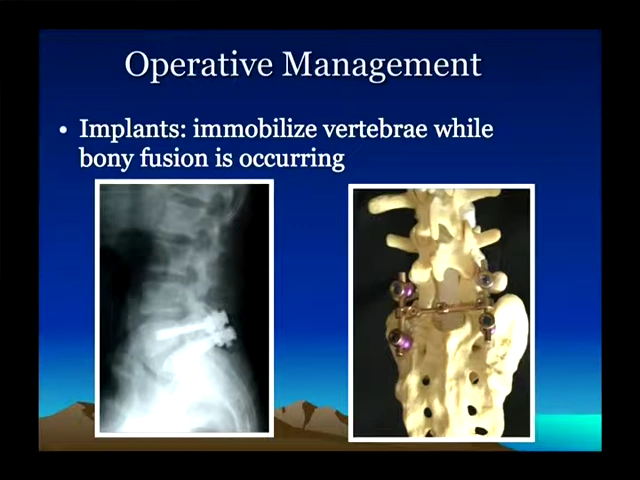 Operative Management
• Implants: immobilize vertebrae while
bony fusion is occurring